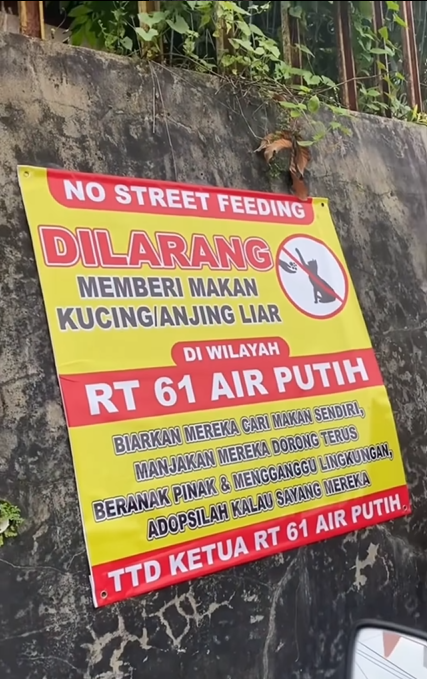 NO STREET FEEDING
DILARANG
MEMBERI MAKAN
KUCING/ANJING LIAR
DI WILAYAH
RT 61 AIR PUTIH
BIARKAN MEREKA CARI MAKAN SENDIRI,
MANJAKAN MEREKA DORONG TERUS
BERANAK PINAK & MENGGANGU LINGKUNGAN,
ADOPSILAH KALAU SAYANG MEREKA
TTD KETUA RT 61 AIR PUTIH